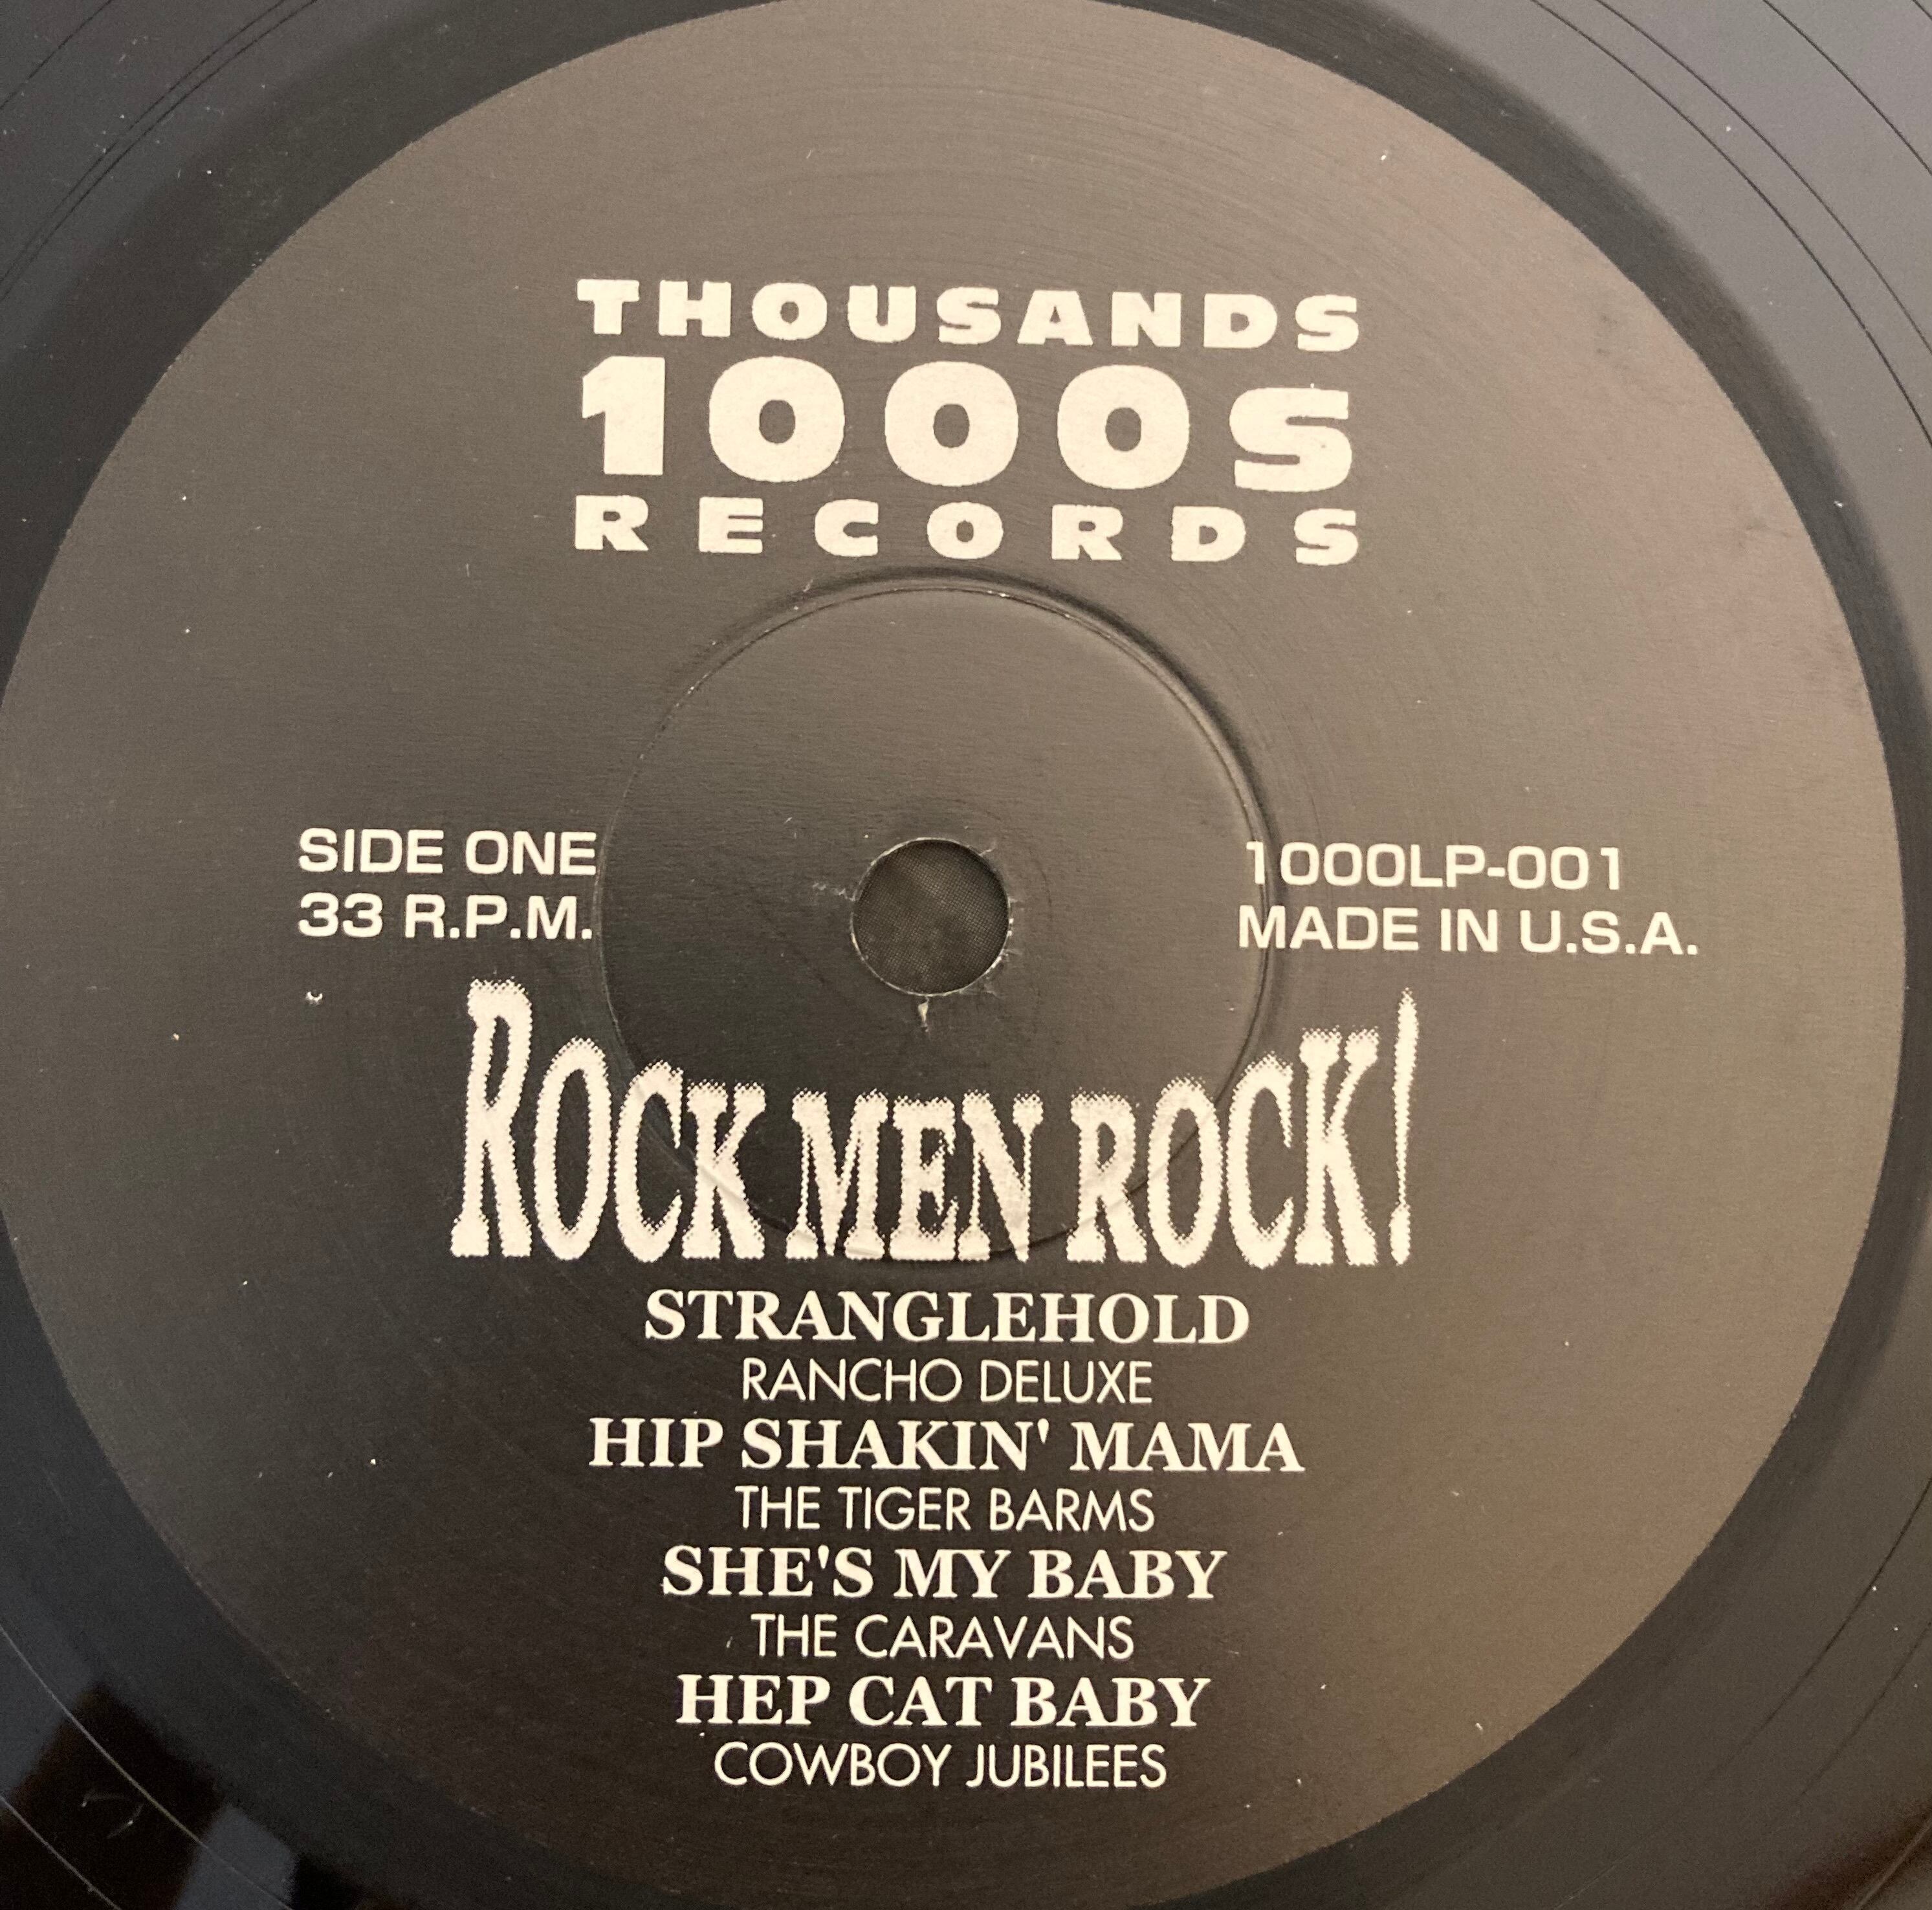 THOUSANDS
1000S
RECORDS
SIDE ONE
33 R.P.M.
1000LP-001
MADE IN U.S.A.
ROCK MEN ROCK!
STRANGLEHOLD
RANCHO DELUXE
HIP SHAKIN' MAMA
THE TIGER BARMS
SHE'S MY BABY
THE CARAVANS
HEP CAT BABY
COWBOY JUBILEES